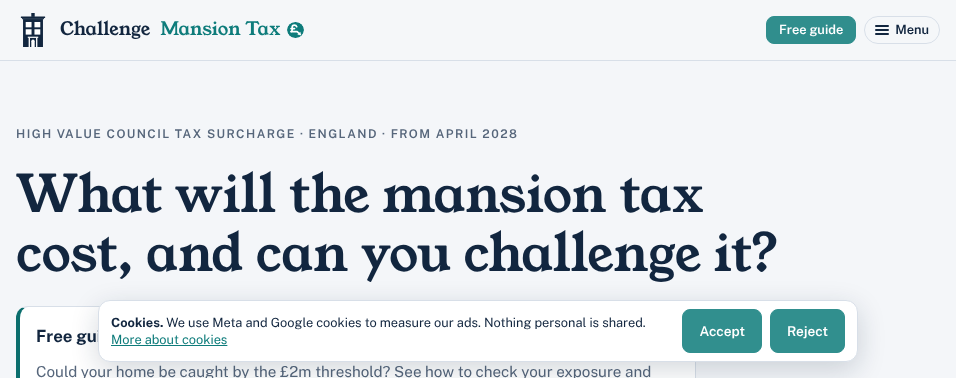 Challenge Mansion Tax
Free guide
Menu
HIGH VALUE COUNCIL TAX SURCHARGE · ENGLAND · FROM APRIL 2028
What will the mansion tax
cost, and can you challenge it?
Free
Cookies. We use Meta and Google cookies to measure our ads. Nothing personal is shared.
More about cookies
Accept
Reject
Could your home be caught by the £2m threshold? See how to check your exposure and